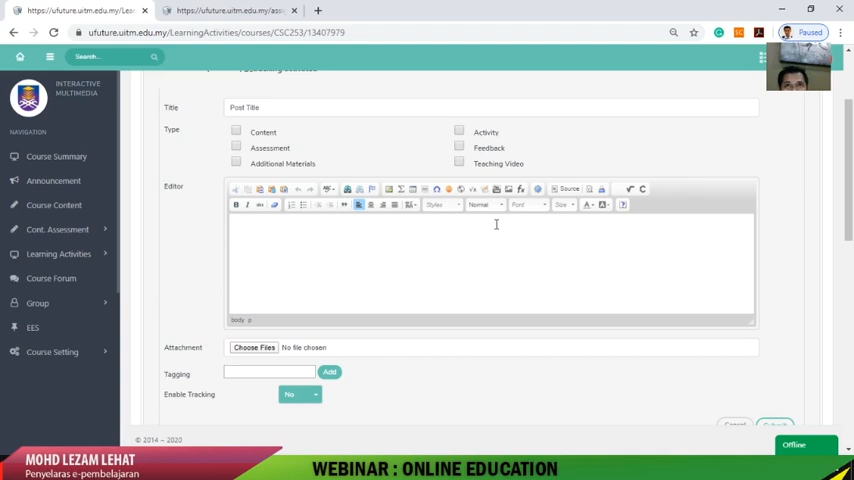 https://ufuture.uitm.edu.my/Lear
https://ufuture.uitm.edu.my/assig
ufuture.uitm.edu.my/LearningActivities/courses/CSC253/13407979
Paused
Search...
INTERACTIVE
MULTIMEDIA
NAVIGATION
Course Summary
Announcement
Course Content
Cont. Assessment
Learning Activities
Course Forum
Group
EES
Course Setting
Title
Post Title
Type
Content
Activity
Assessment
Feedback
Additional Materials
Teaching Video
Editor
Source
Styles
Normal
Font
Size
body p
Attachment
Choose Files No file chosen
Tagging
Add
Enable Tracking
No
Cancel
Submit
© 2014 – 2020
Offline
MOHD LEZAM LEHAT
Penyelaras e-pembelajaran
WEBINAR : ONLINE EDUCATION